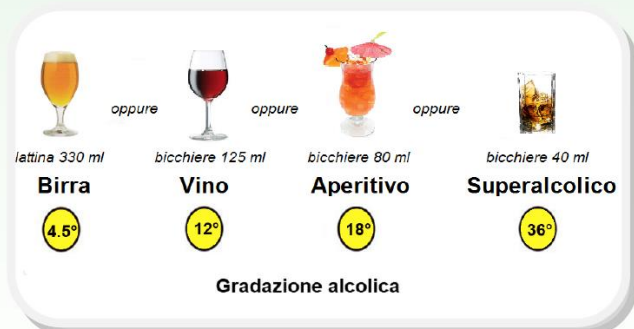 oppure oppure oppure
lattina 330 ml bicchiere 125 ml bicchiere 80 ml bicchiere 40 ml
Birra Vino Aperitivo Superalcolico
4.5° 12° 18° 36°
Gradazione alcolica